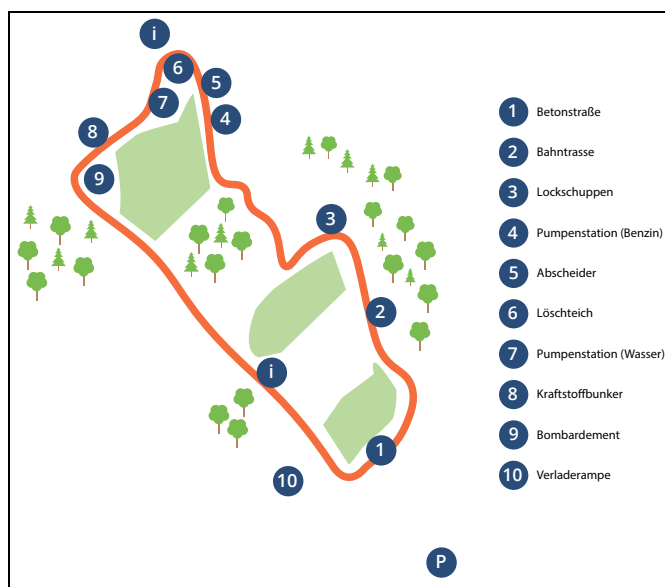 i
6
5
7
4
8
9
3
2
i
1
10
P
1 Betonstraße
2 Bahntrasse
3 Lockschuppen
4 Pumpenstation (Benzin)
5 Abscheider
6 Löschteich
7 Pumpenstation (Wasser)
8 Kraftstoffbunker
9 Bombardement
10 Verladerampe